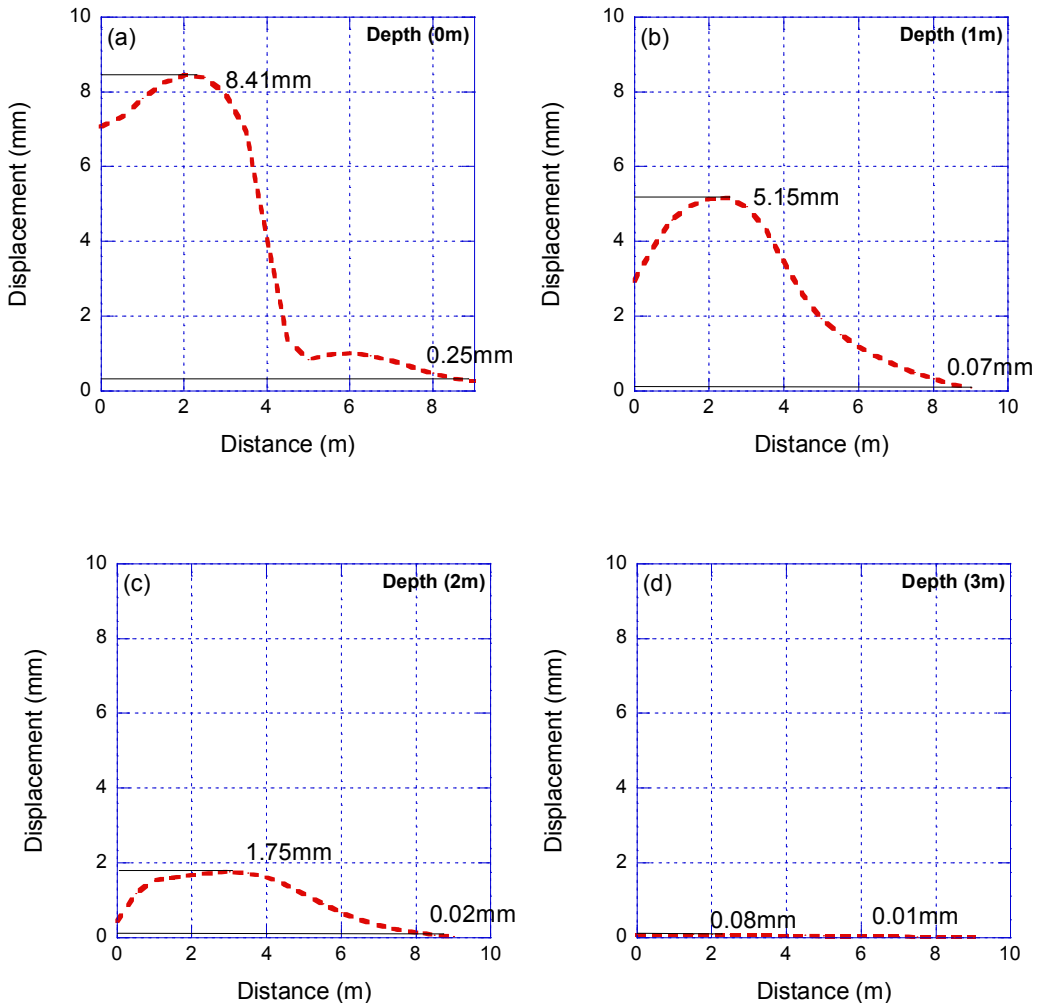 (a)
Depth (0m)
10
8
6
4
2
0
8.41mm
0.25mm
0
2
4
6
8
Displacement (mm)
Distance (m)
(b)
Depth (1m)
10
8
6
4
2
0
5.15mm
0.07mm
0
2
4
6
8
10
Displacement (mm)
Distance (m)
(c)
Depth (2m)
10
8
6
4
2
0
1.75mm
0.02mm
0
2
4
6
8
10
Displacement (mm)
Distance (m)
(d)
Depth (3m)
10
8
6
4
2
0
0.08mm
0.01mm
0
2
4
6
8
10
Displacement (mm)
Distance (m)